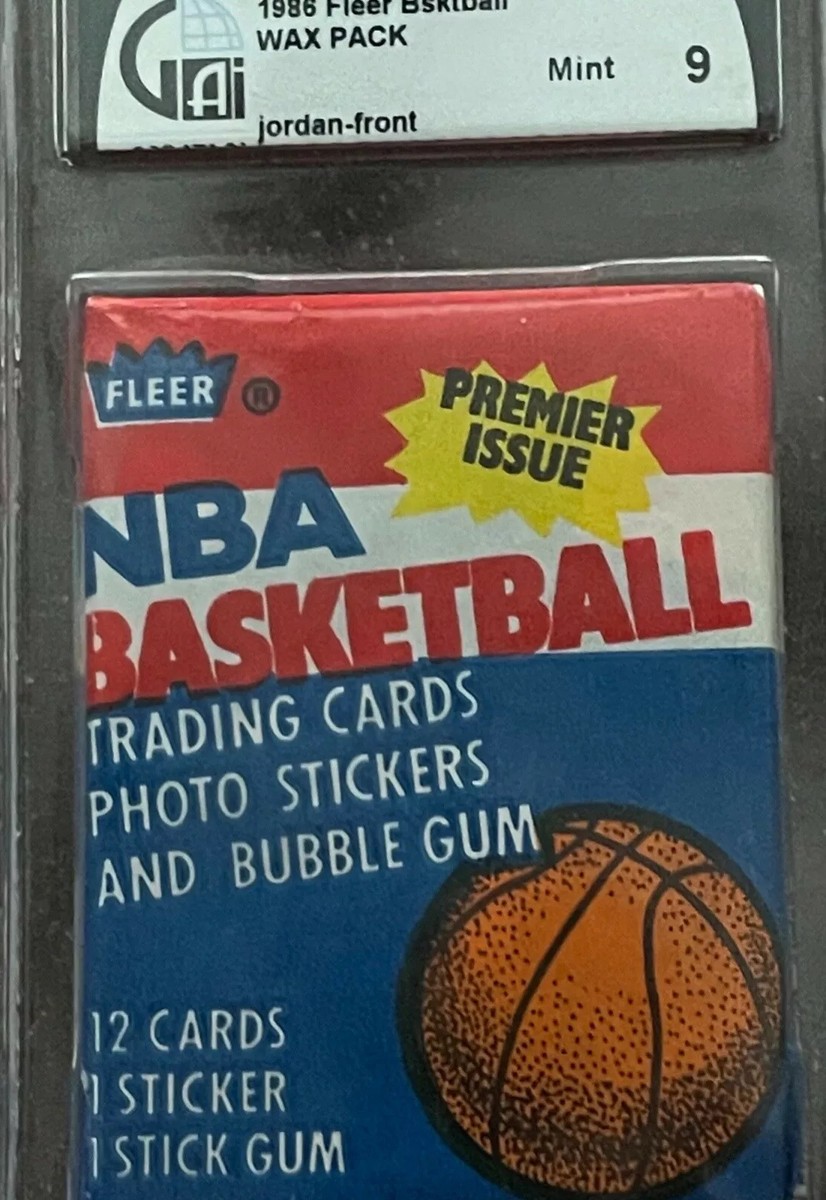 1986 Fleer Bsktball
WAX PACK
Mint 9
GAi
jordan-front
FLEER ®
PREMIER
ISSUE
NBA
BASKETBALL
TRADING CARDS
PHOTO STICKERS
AND BUBBLE GUM
12 CARDS
1 STICKER
1 STICK GUM